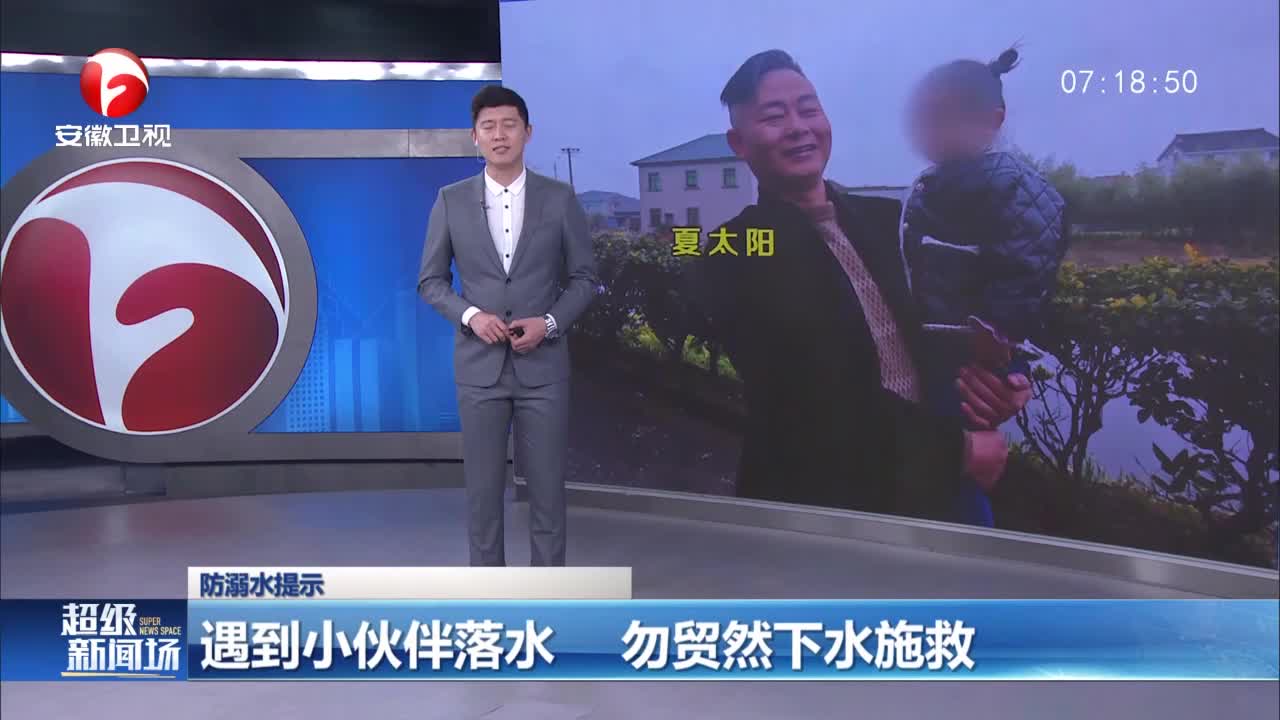 安徽卫视
07:18:50
夏太阳
防溺水提示
超级新闻场
SUPER
NEWS SPACE
遇到小伙伴落水 勿贸然下水施救